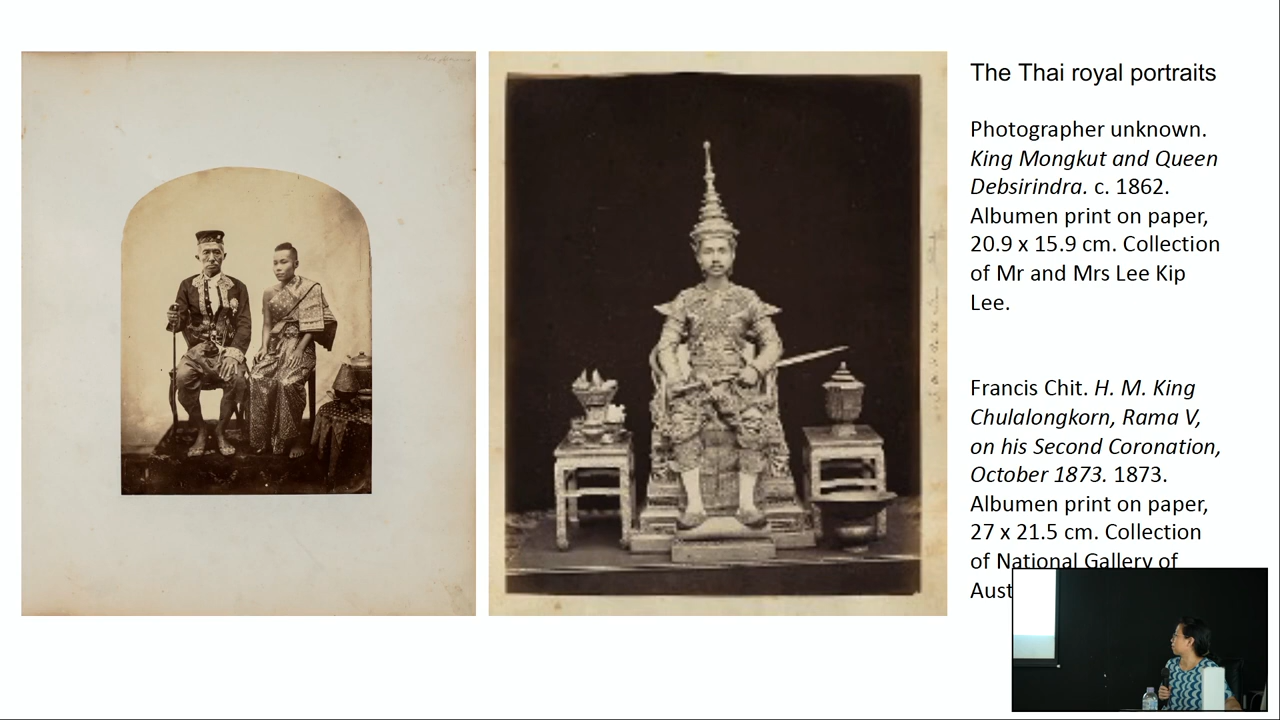 The Thai royal portraits
Photographer unknown.
King Mongkut and Queen
Debsirindra. c. 1862.
Albumen print on paper,
20.9 x 15.9 cm. Collection
of Mr and Mrs Lee Kip
Lee.
Francis Chit. H. M. King
Chulalongkorn, Rama V,
on his Second Coronation,
October 1873. 1873.
Albumen print on paper,
27 x 21.5 cm. Collection
of National Gallery of
Aust